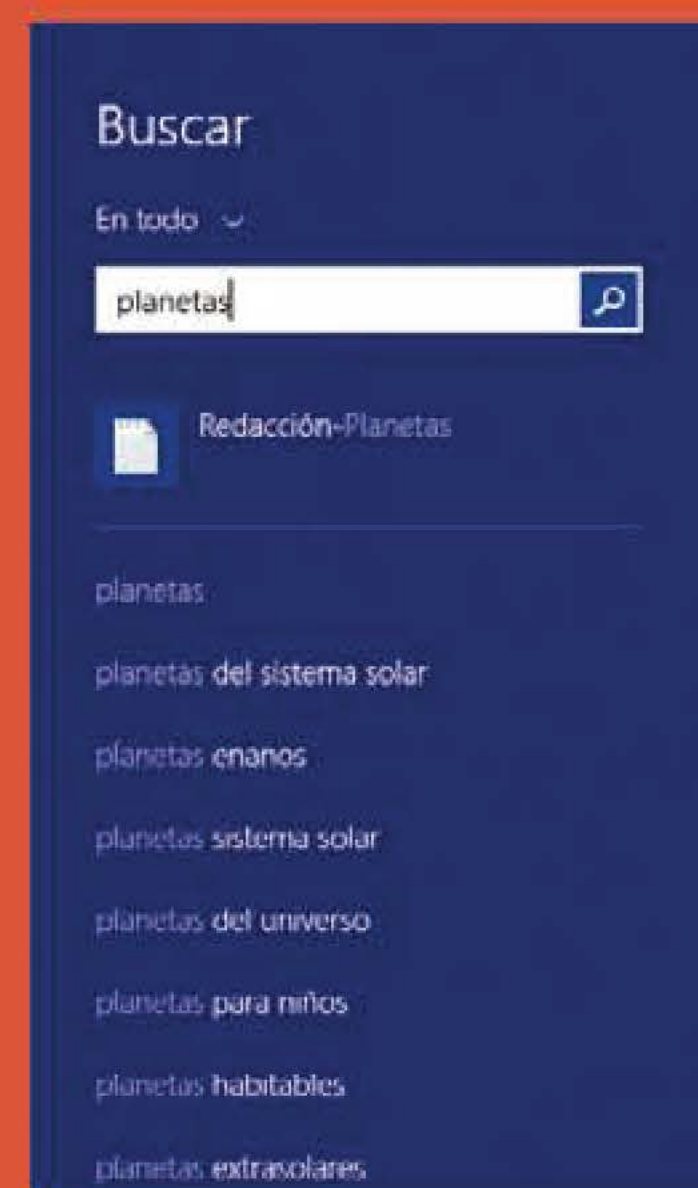 Buscar
En todo
planetas
Redacción-Planetas
planetas
planetas del sistema solar
planetas enanos
planetas sistema solar
planetas del universo
planetas para niños
planetas habitables
planetas extrasolares